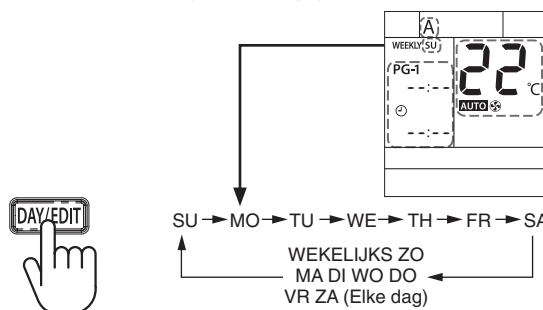 A
WEEKLY SU
PG-1
--:--
--:--
22 °C
AUTO
DAY/EDIT
SU → MO → TU → WE → TH → FR → SA
WEKELIJKS ZO
MA DI WO DO
VR ZA (Elke dag)